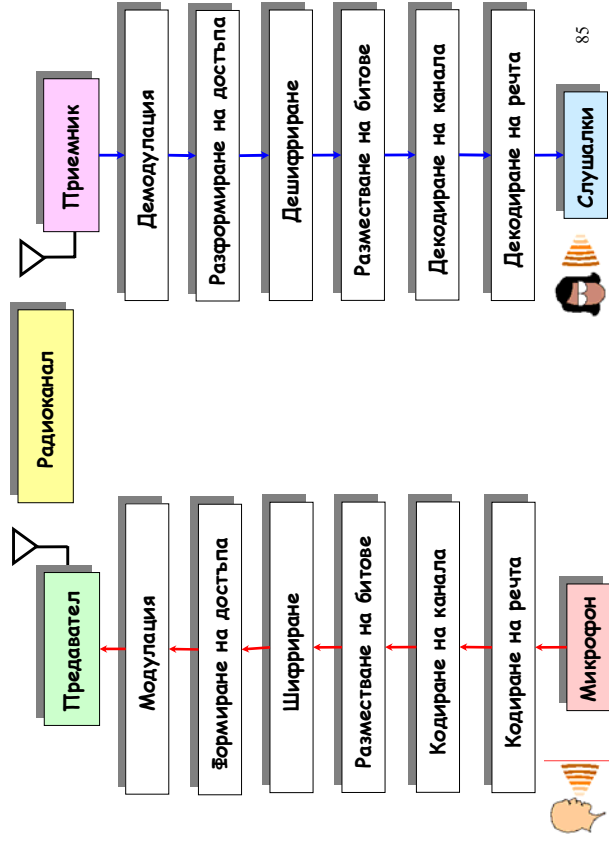 Радиоканал
Предавател
Модулация
Формиране на достъпа
Шифриране
Разместване на битове
Кодиране на канала
Кодиране на речта
Микрофон
Приемник
Демодулация
Разформиране на достъпа
Дешифриране
Разместване на битове
Декодиране на канала
Декодиране на речта
Слушалки
85